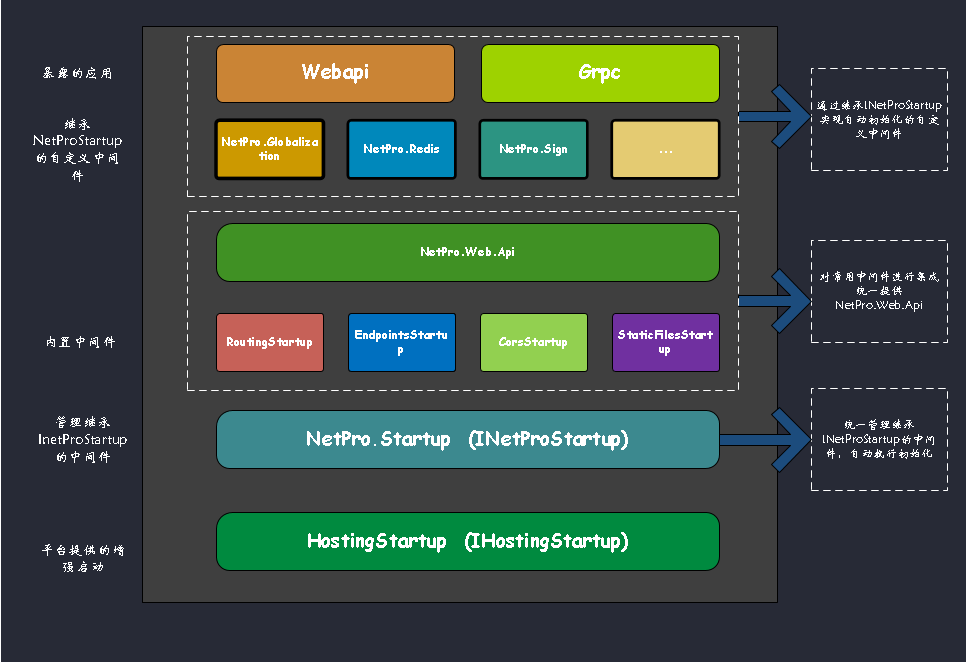 暴露的应用
Webapi
Grpc
继承
NetProStartup
的自定义中间
件
NetPro.Globaliza
tion
NetPro.Redis
NetPro.Sign
...
通过继承INetProStartup
实现自动初始化的自定
义中间件
NetPro.Web.Api
对常用中间件进行集成
统一提供
NetPro.Web.Api
内置中间件
RoutingStartup
EndpointsStartu
p
CorsStartup
StaticFilesStart
up
管理继承
InetProStartup
的中间件
NetPro.Startup (INetProStartup)
统一管理继承
INetProStartup的中间
件，自动执行初始化
平台提供的增
强启动
HostingStartup (IHostingStartup)